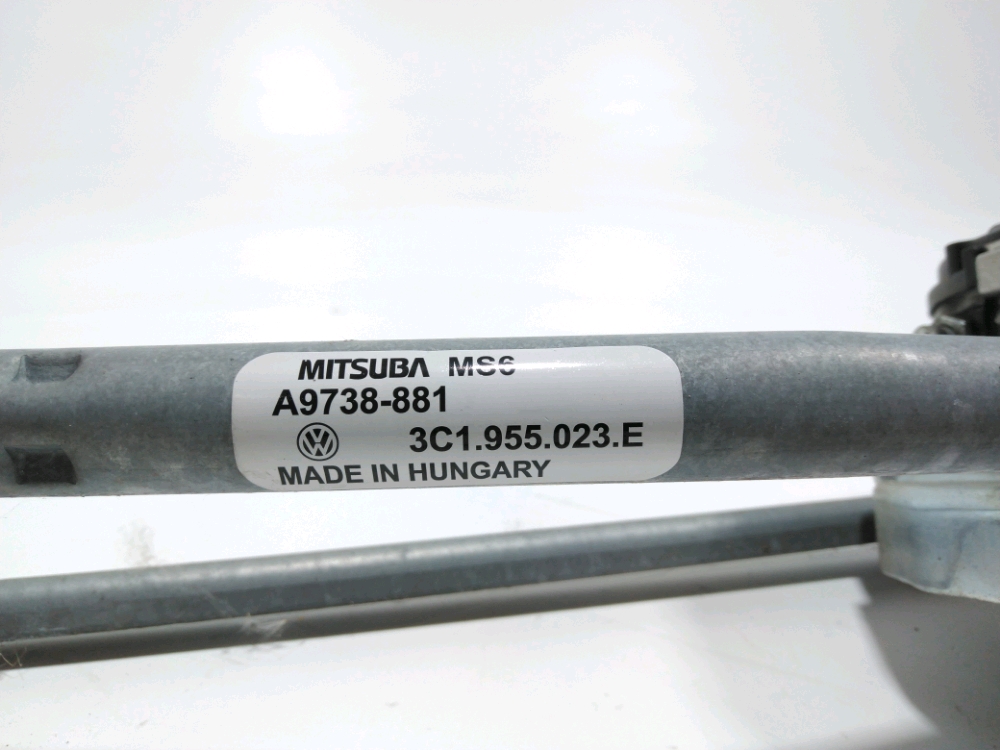 MITSUBA MS6
A9738-881
3C1.955.023.E
MADE IN HUNGARY